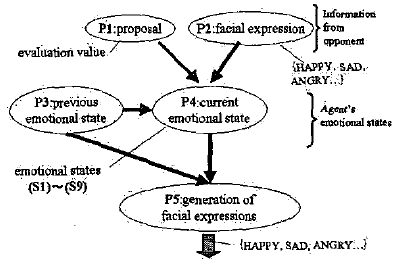 P1:proposal
P2:facial expression
Information
from
opponent
evaluation value
{HAPPY, SAD,
ANGRY...}
P3:previous
emotional state
P4:current
emotional state
Agent's
emotional states
emotional states
(S1)～(S9)
P5:generation of
facial expressions
{HAPPY, SAD, ANGRY...}